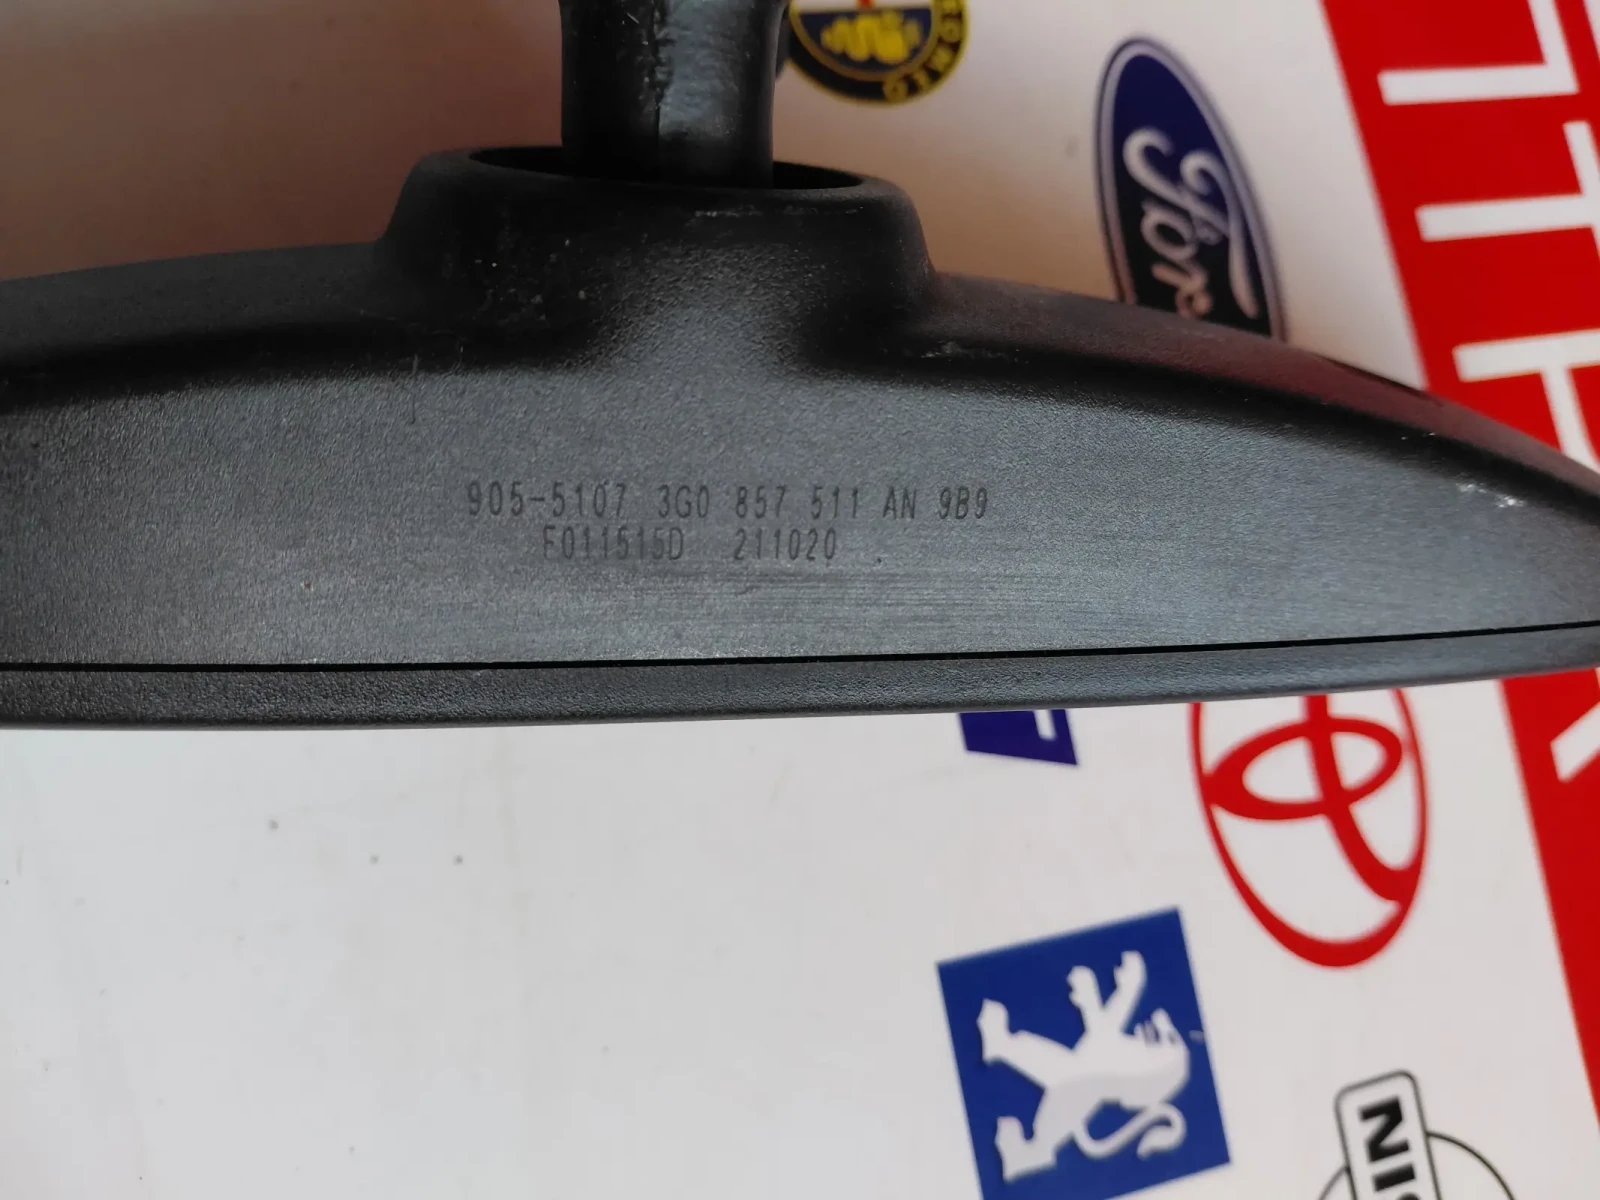 905-5107 3G0 857 511 AN 9B9
F011515D 211020
Ford